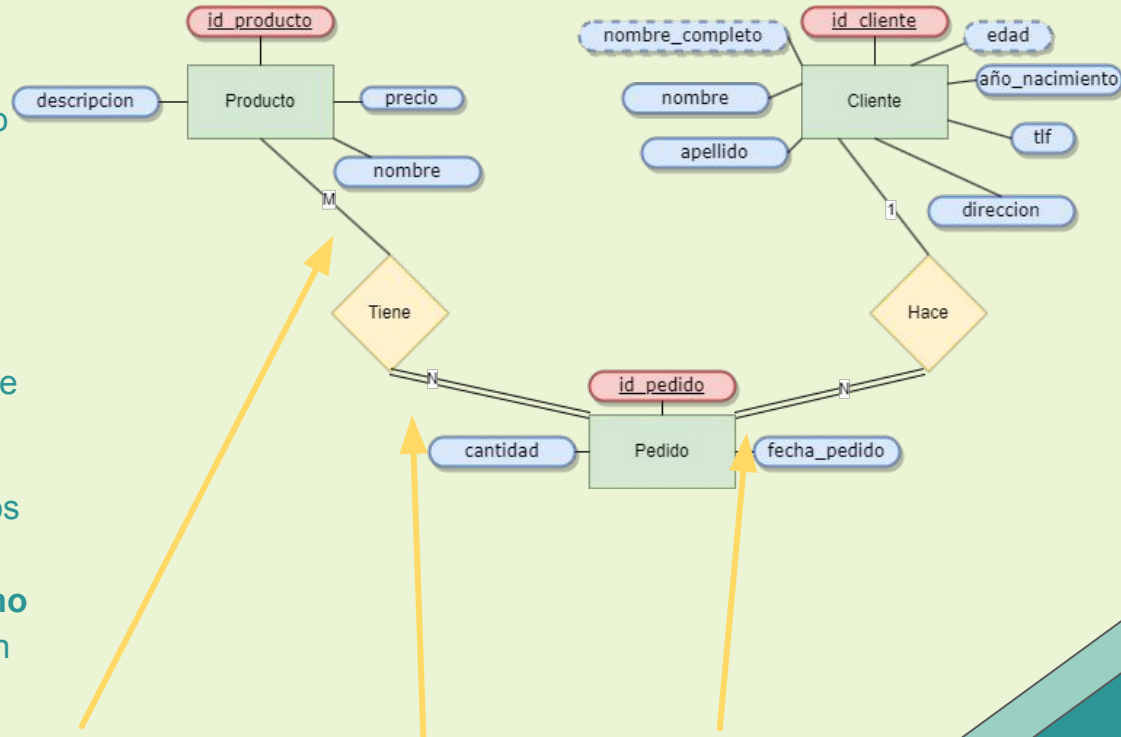 id_producto
descripcion
Producto
precio
nombre
M
Tiene
N
nombre_completo
id_cliente
edad
nombre
Cliente
año_nacimiento
apellido
tlf
direccion
1
Hace
N
id_pedido
cantidad
Pedido
fecha_pedido